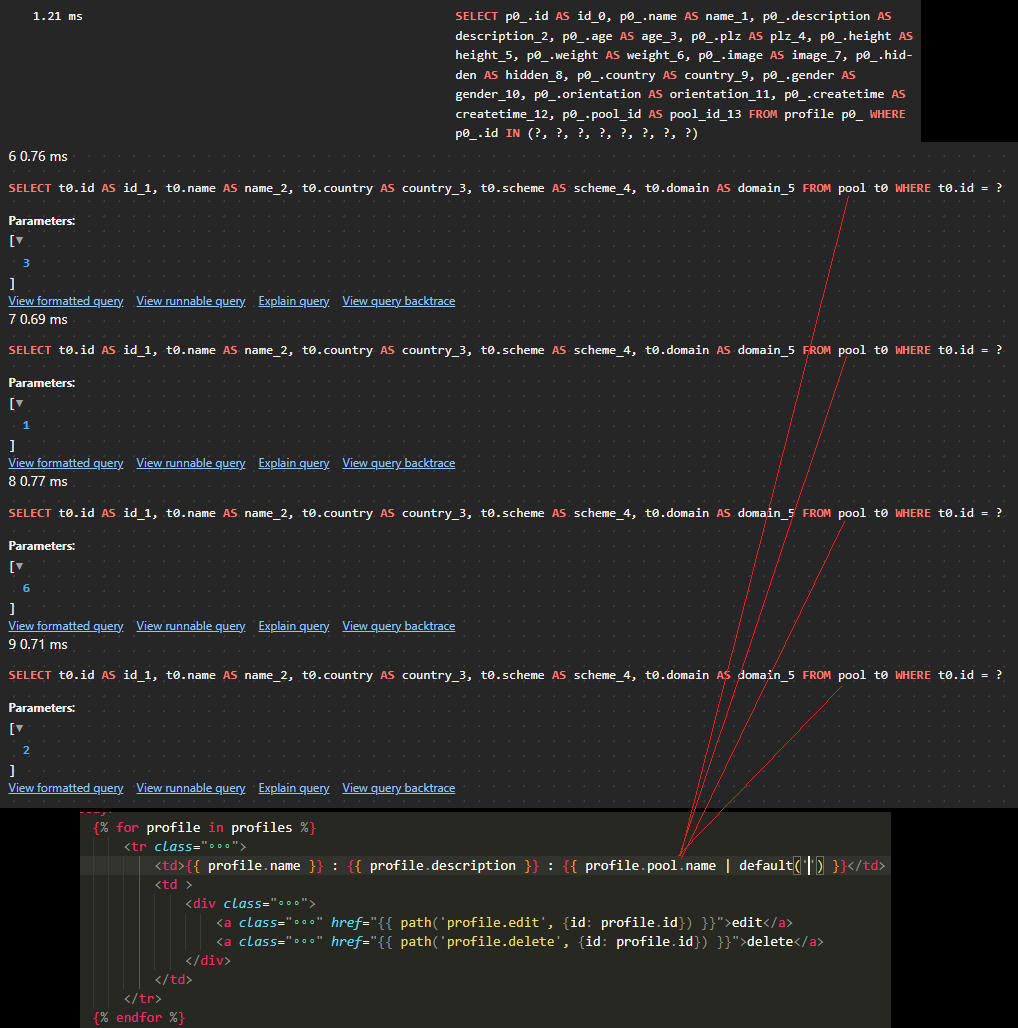 1.21 ms
SELECT p0_.id AS id_0, p0_.name AS name_1, p0_.description AS
description_2, p0_.age AS age_3, p0_.plz AS plz_4, p0_.height AS
height_5, p0_.weight AS weight_6, p0_.image AS image_7, p0_.hid-
den AS hidden_8, p0_.country AS country_9, p0_.gender AS
gender_10, p0_.orientation AS orientation_11, p0_.createtime AS
createtime_12, p0_.pool_id AS pool_id_13 FROM profile p0_ WHERE
p0_.id IN (?, ?, ?, ?, ?, ?, ?, ?)
6 0.76 ms
SELECT t0.id AS id_1, t0.name AS name_2, t0.country AS country_3, t0.scheme AS scheme_4, t0.domain AS domain_5 FROM pool t0 WHERE t0.id = ?
Parameters:
[▼
3
]
View formatted query View runnable query Explain query View query backtrace
7 0.69 ms
SELECT t0.id AS id_1, t0.name AS name_2, t0.country AS country_3, t0.scheme AS scheme_4, t0.domain AS domain_5 FROM pool t0 WHERE t0.id = ?
Parameters:
[▼
1
]
View formatted query View runnable query Explain query View query backtrace
8 0.77 ms
SELECT t0.id AS id_1, t0.name AS name_2, t0.country AS country_3, t0.scheme AS scheme_4, t0.domain AS domain_5 FROM pool t0 WHERE t0.id = ?
Parameters:
[▼
6
]
View formatted query View runnable query Explain query View query backtrace
9 0.71 ms
SELECT t0.id AS id_1, t0.name AS name_2, t0.country AS country_3, t0.scheme AS scheme_4, t0.domain AS domain_5 FROM pool t0 WHERE t0.id = ?
Parameters:
[▼
2
]
View formatted query View runnable query Explain query View query backtrace
{% for profile in profiles %}
<tr class="∘∘∘">
<td>{{ profile.name }} : {{ profile.description }} : {{ profile.pool.name | default('') }}</td>
<td >
<div class="∘∘∘">
<a class="∘∘∘" href="{{ path('profile.edit', {id: profile.id}) }}">edit</a>
<a class="∘∘∘" href="{{ path('profile.delete', {id: profile.id}) }}">delete</a>
</div>
</td>
</tr>
{% endfor %}